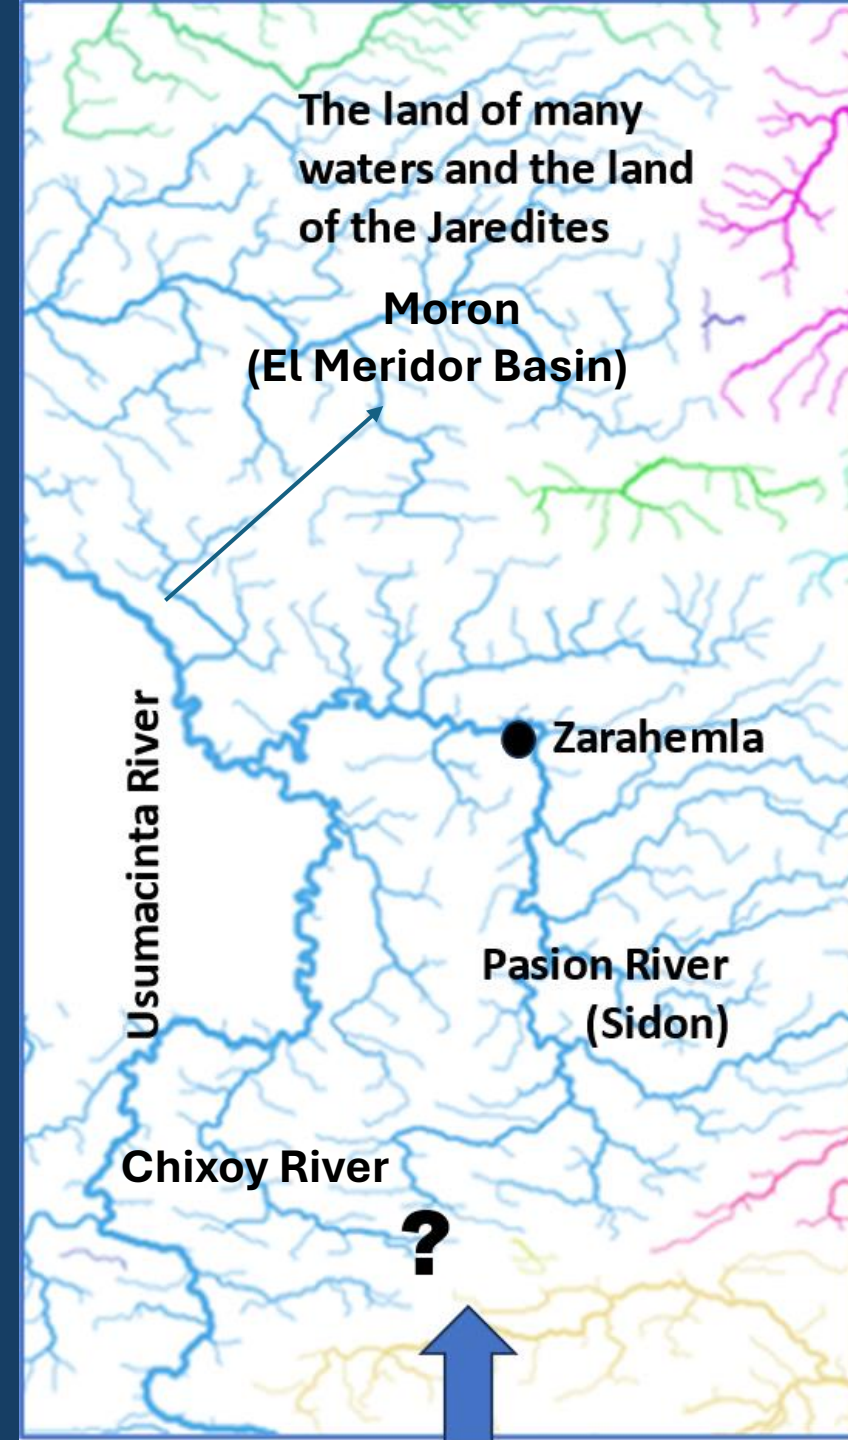 The land of many
waters and the land
of the Jaredites
Moron
(El Meridor Basin)
Usumacinta River
Zarahemla
Pasion River
(Sidon)
Chixoy River
?